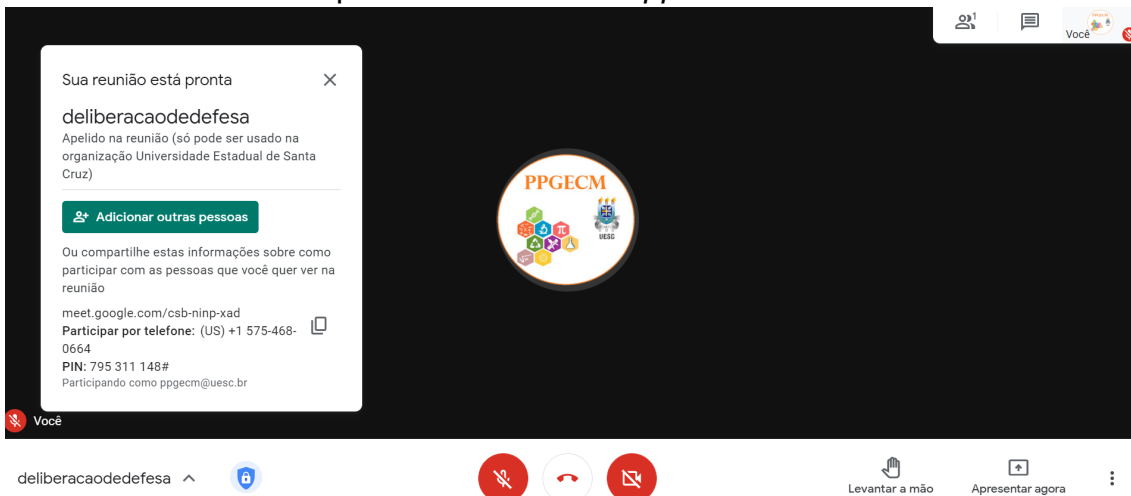 1
Você
Sua reunião está pronta
deliberacaodedefesa
Apelido na reunião (só pode ser usado na
organização Universidade Estadual de Santa
Cruz)
Adicionar outras pessoas
Ou compartilhe estas informações sobre como
participar com as pessoas que você quer ver na
reunião
meet.google.com/csb-ninp-xad
Participar por telefone: (US) +1 575-468-
0664
PIN: 795 311 148#
Participando como ppgecm@uesc.br
PPGECM
π
UESC
Você
deliberacaodedefesa
Levantar a mão
Apresentar agora